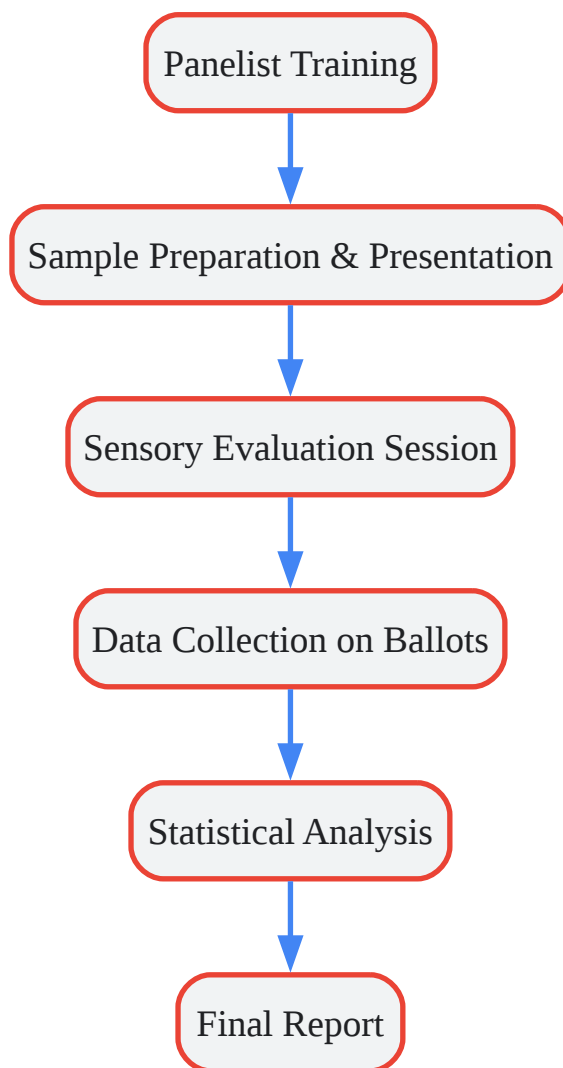 Panelist Training
Sample Preparation & Presentation
Sensory Evaluation Session
Data Collection on Ballots
Statistical Analysis
Final Report